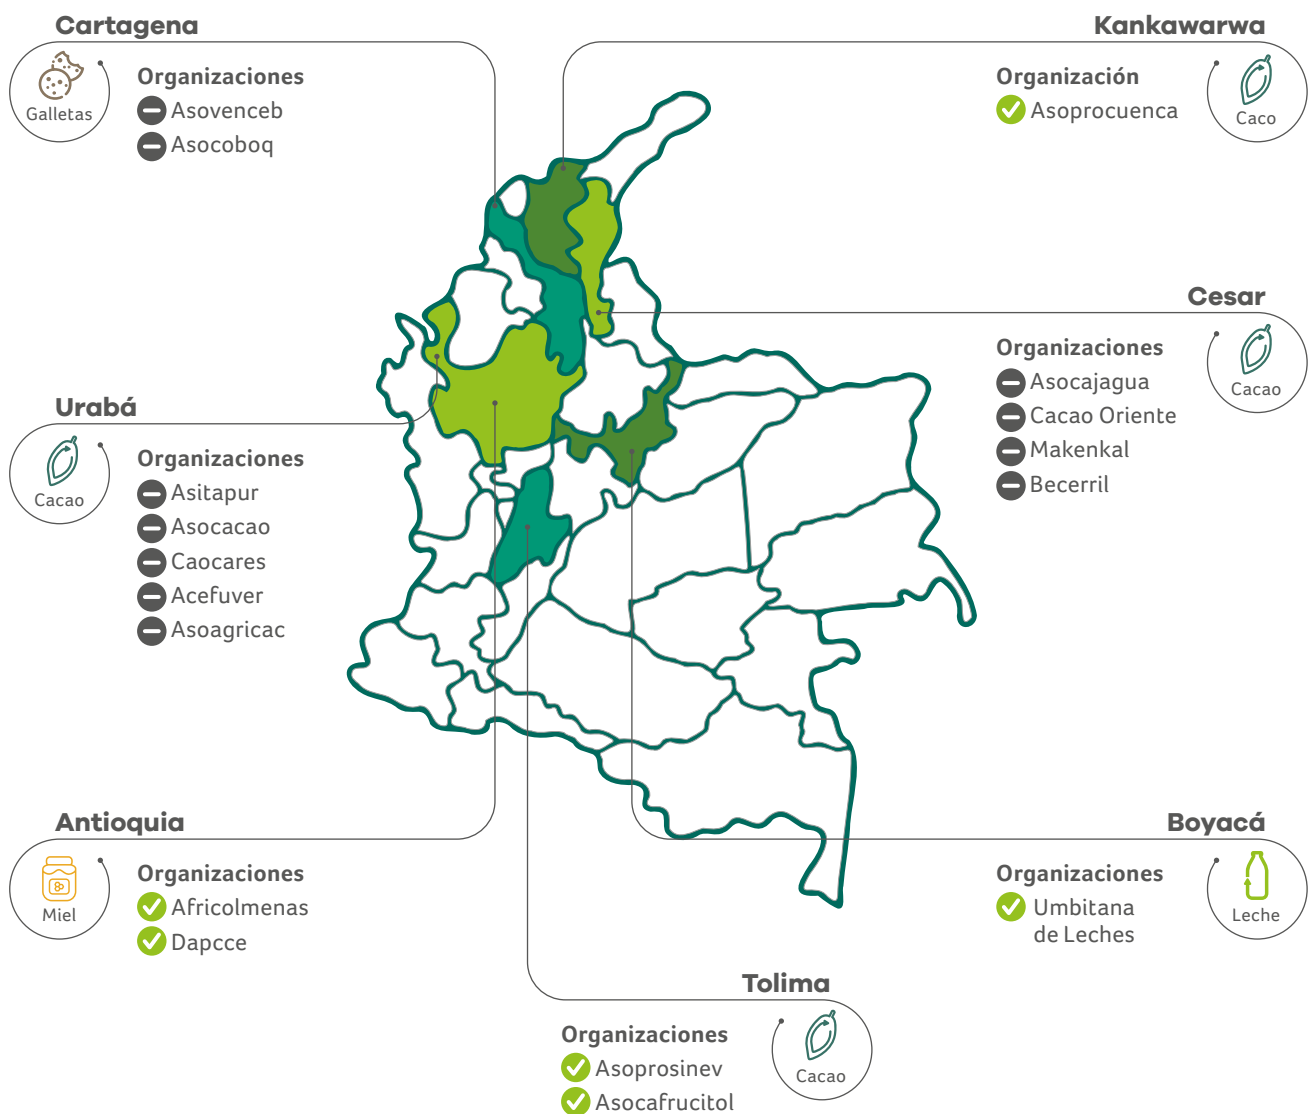 Cartagena
Galletas
Organizaciones
Asovenceb
Asocoboq
Kankawarwa
Organización
Asoprocuenca
Caco
Cesar
Organizaciones
Asocajagua
Cacao Oriente
Makenkal
Becerril
Cacao
Urabá
Cacao
Organizaciones
Asitapur
Asocacao
Caocares
Acefuver
Asoagricac
Antioquia
Miel
Organizaciones
Africolmenas
Dapcce
Boyacá
Organizaciones
Umbitana
de Leches
Leche
Tolima
Organizaciones
Asoprosinev
Asocafrucitol
Cacao